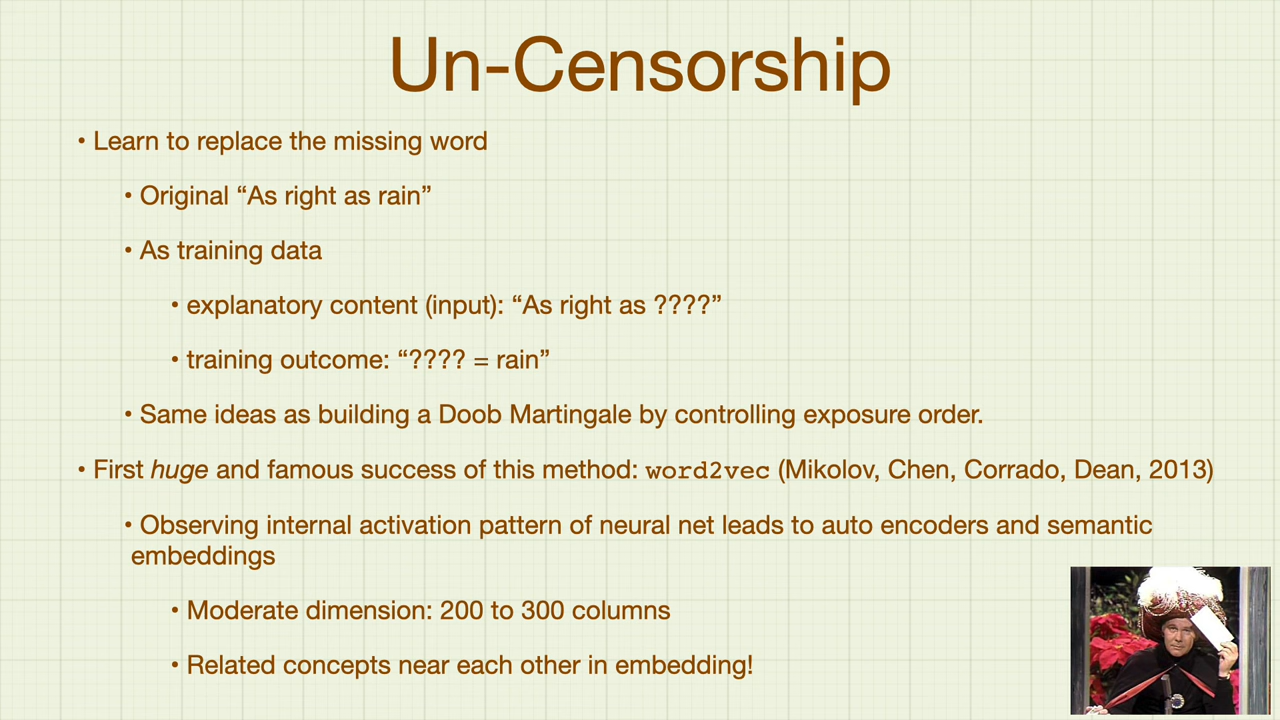 Un-Censorship
• Learn to replace the missing word
• Original “As right as rain”
• As training data
• explanatory content (input): “As right as ????”
• training outcome: “???? = rain”
• Same ideas as building a Doob Martingale by controlling exposure order.
• First huge and famous success of this method: word2vec (Mikolov, Chen, Corrado, Dean, 2013)
• Observing internal activation pattern of neural net leads to auto encoders and semantic
embeddings
• Moderate dimension: 200 to 300 columns
• Related concepts near each other in embedding!